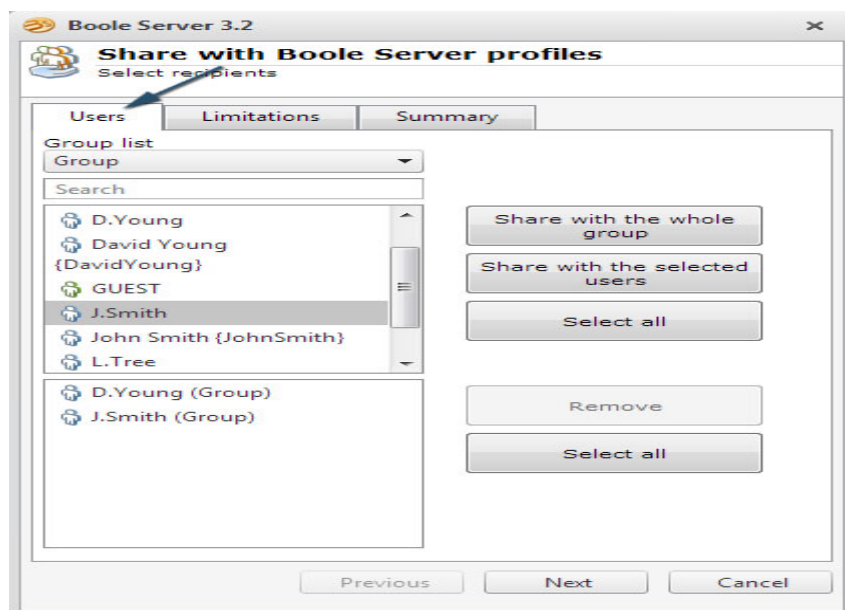 Boole Server 3.2
Share with Boole Server profiles
Select recipients
Users
Limitations
Summary
Group list
Group
Search
D.Young
David Young
{DavidYoung}
GUEST
J.Smith
John Smith {JohnSmith}
L.Tree
Share with the whole
group
Share with the selected
users
Select all
D.Young (Group)
J.Smith (Group)
Remove
Select all
Previous
Next
Cancel